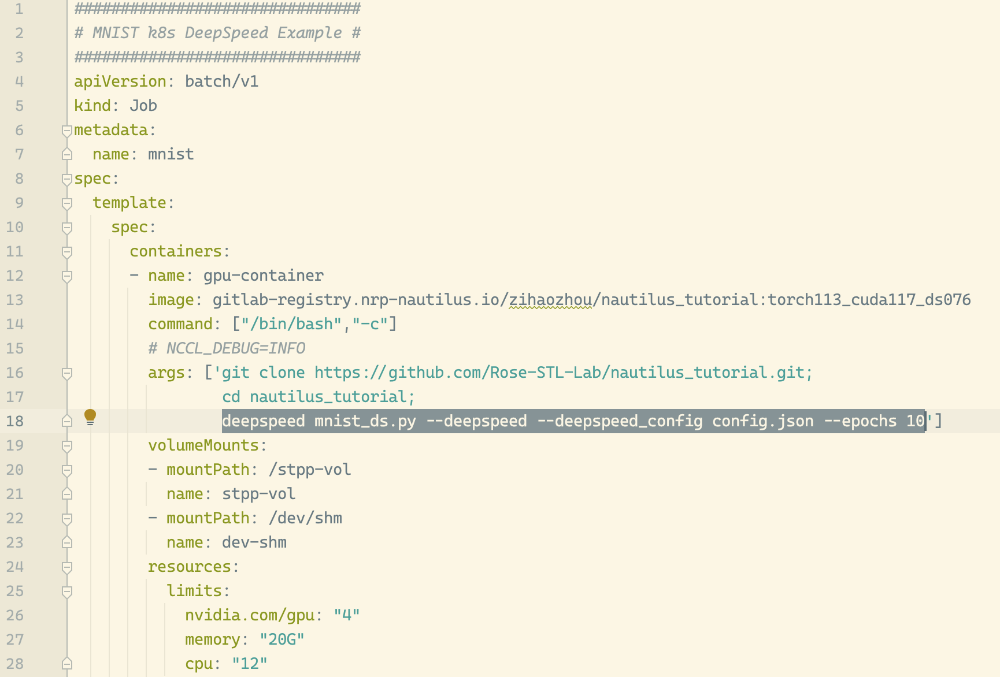 1 ###############################
2 # MNIST k8s DeepSpeed Example #
3 ###############################
4 apiVersion: batch/v1
5 kind: Job
6 metadata:
7   name: mnist
8 spec:
9   template:
10     spec:
11       containers:
12       - name: gpu-container
13         image: gitlab-registry.nrp-nautilus.io/zihaozhou/nautilus_tutorial:torch113_cuda117_ds076
14         command: ["/bin/bash","-c"]
15         # NCCL_DEBUG=INFO
16         args: ['git clone https://github.com/Rose-STL-Lab/nautilus_tutorial.git;
17                 cd nautilus_tutorial;
18                 deepspeed mnist_ds.py --deepspeed --deepspeed_config config.json --epochs 10']
19         volumeMounts:
20         - mountPath: /stpp-vol
21           name: stpp-vol
22         - mountPath: /dev/shm
23           name: dev-shm
24         resources:
25           limits:
26             nvidia.com/gpu: "4"
27             memory: "20G"
28             cpu: "12"